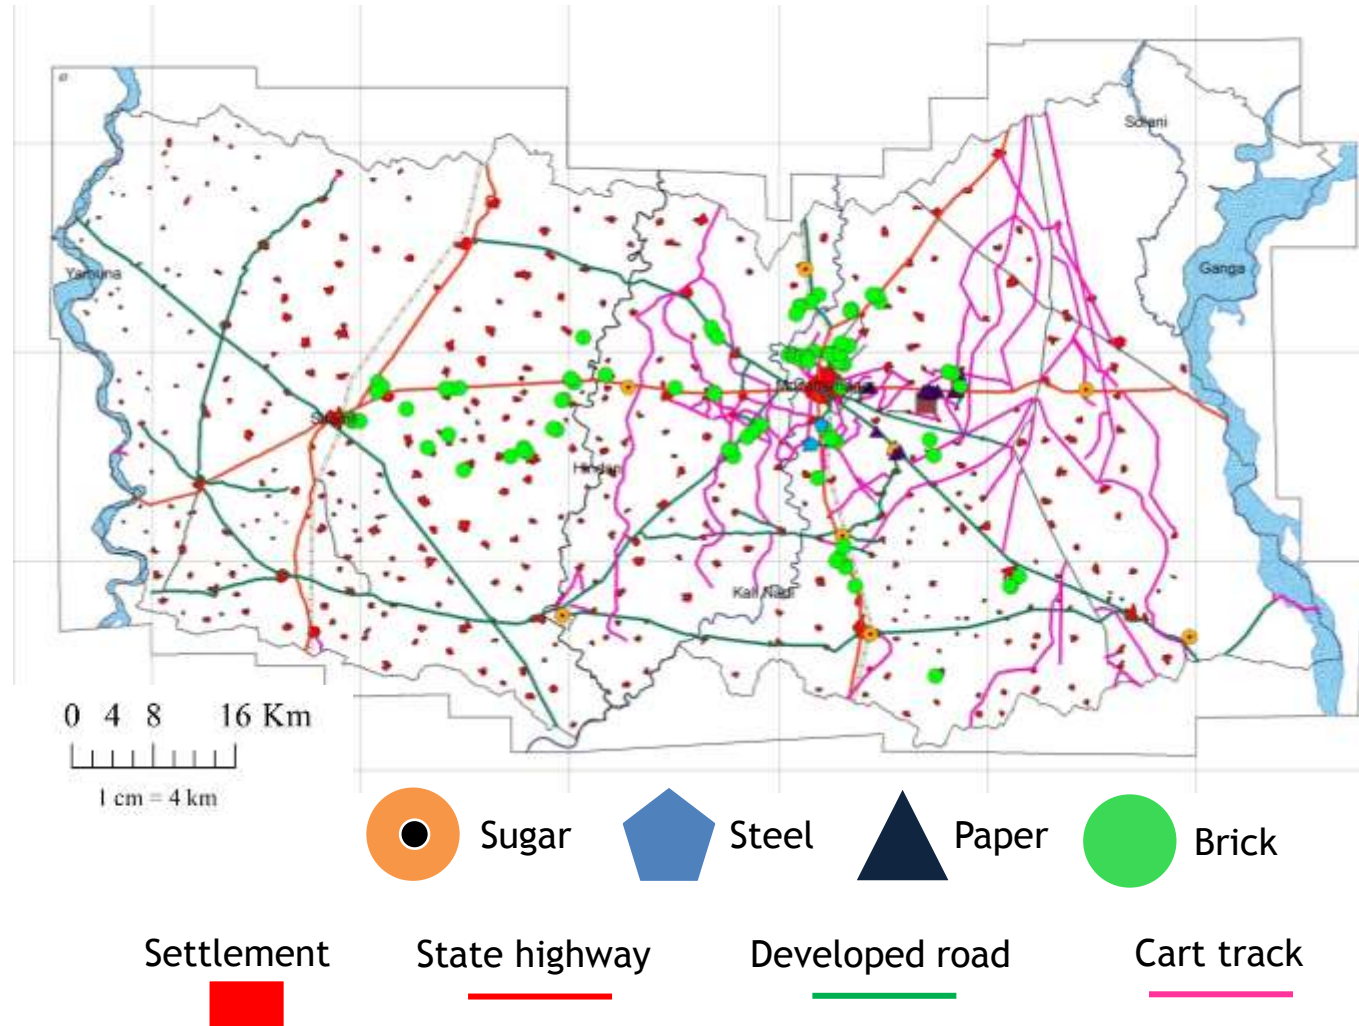 Solani
Yamuna
Ganga
Hindan
Kali Nadi
0 4 8 16 Km
1 cm = 4 km
Sugar
Steel
Paper
Brick
Settlement
State highway
Developed road
Cart track